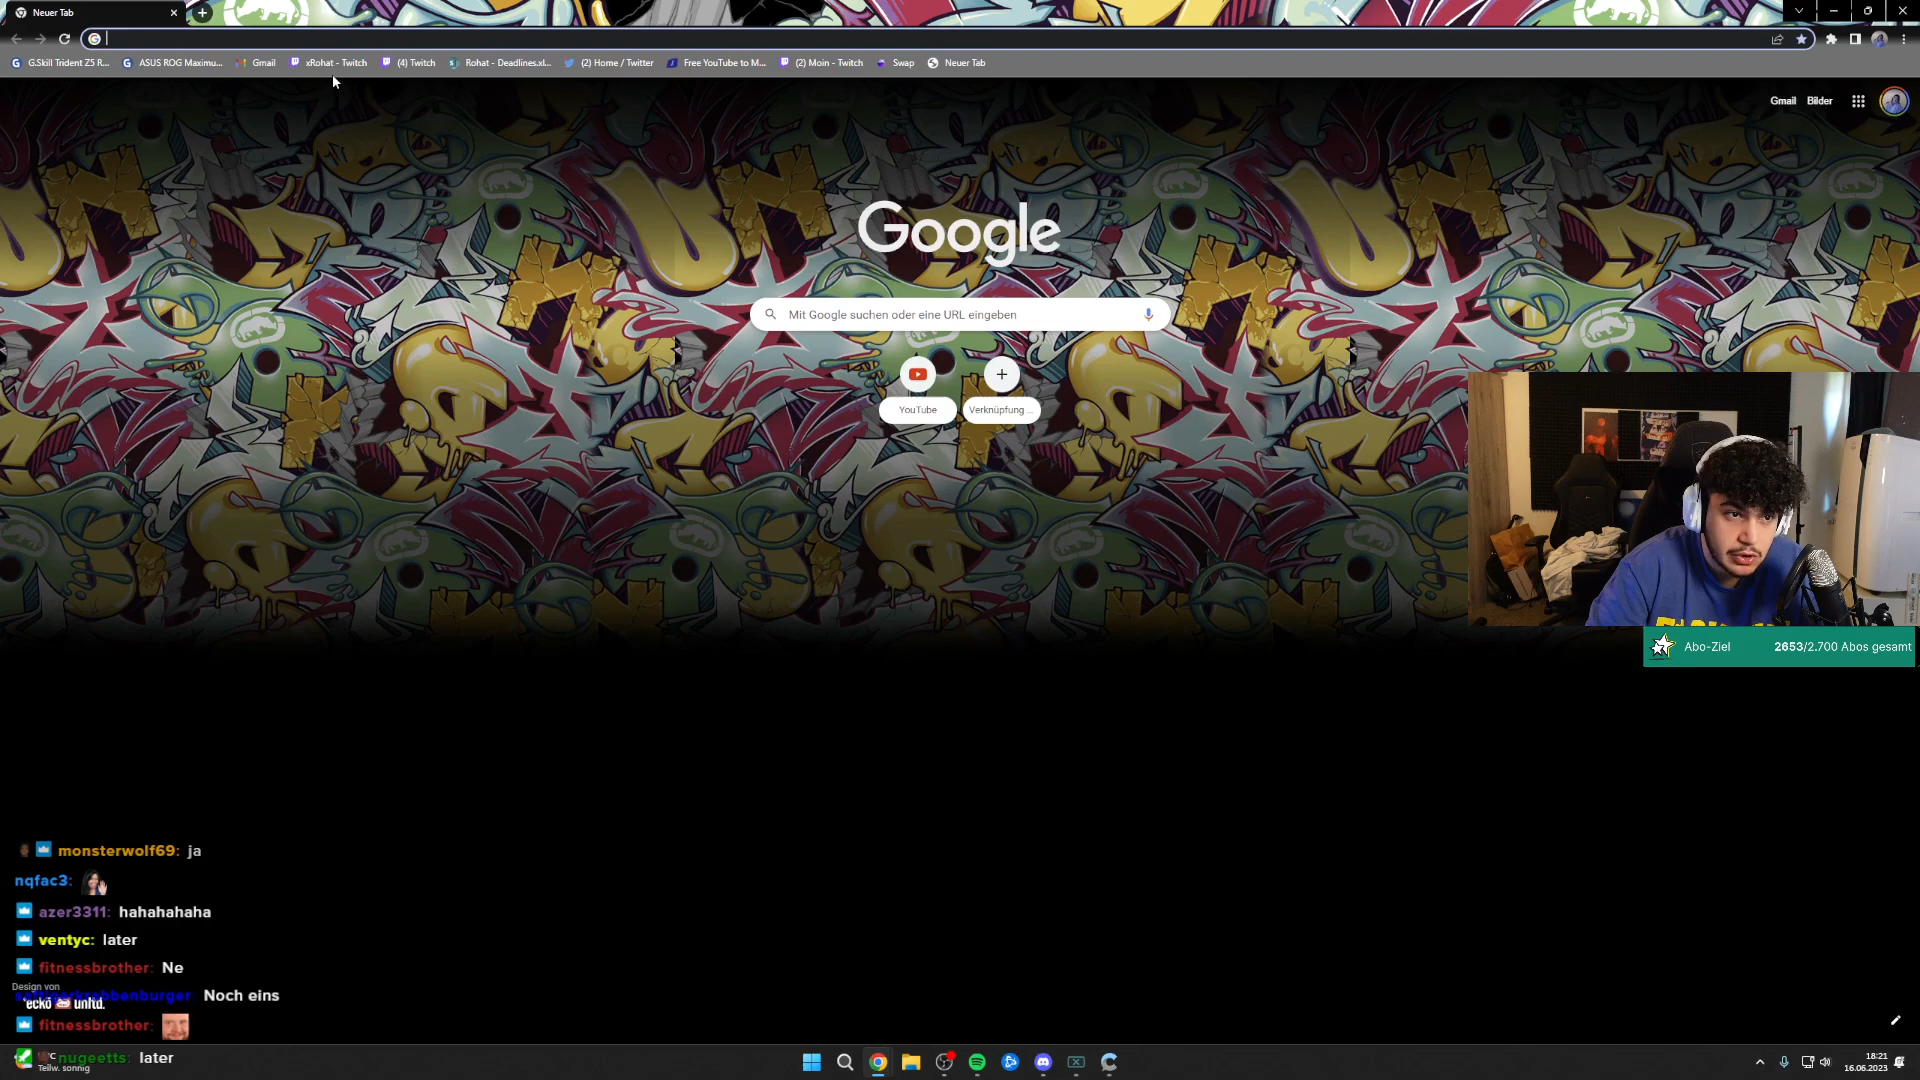 Neuer Tab
G.Skill Trident Z5 R...
ASUS ROG Maximu...
Gmail
xRohat - Twitch
(4) Twitch
Rohat - Deadlines.xl...
(2) Home / Twitter
Free YouTube to M...
(2) Moin - Twitch
Swap
Neuer Tab
Gmail
Bilder
Google
Mit Google suchen oder eine URL eingeben
YouTube
Verknüpfung ...
Abo-Ziel
2653/2.700 Abos gesamt
monsterwolf69: ja
nqfac3:
azer3311: hahahahaha
ventyc: later
fitnessbrother: Ne
Design von
Noch eins
ecko unltd.
fitnessbrother:
nugeetts: later
Teilw. sonnig
18:21
16.06.2023